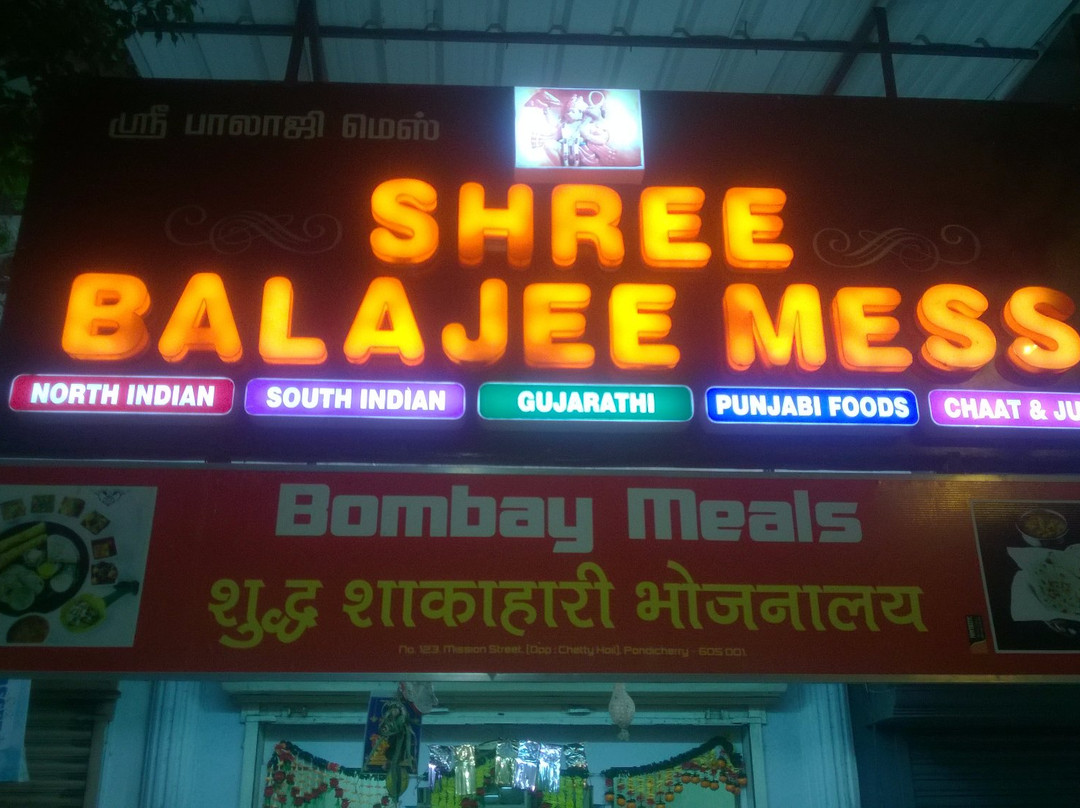 ஸ்ரீ பாலாஜி மெஸ்
SHREE
BALAJEE MESS
NORTH INDIAN
SOUTH INDIAN
GUJARATHI
PUNJABI FOODS
CHAAT & JU
Bombay Meals
शुद्ध शाकाहारी भोजनालय
No. 123, Mission Street, (Opp : Chetty Hall), Pondicherry - 605 001.